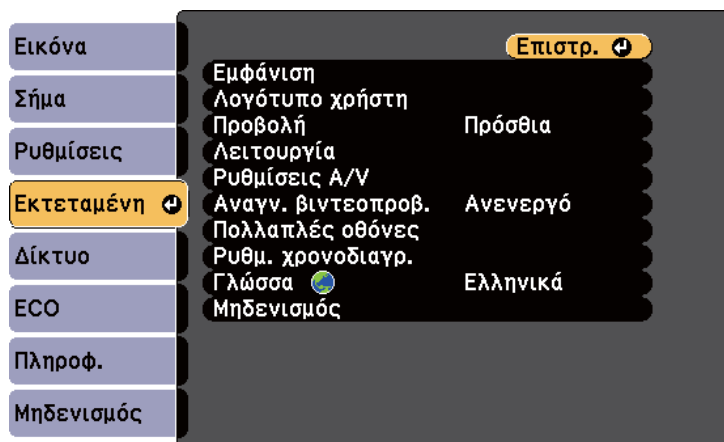 Εικόνα
Σήμα
Ρυθμίσεις
Εκτεταμένη
Δίκτυο
ECO
Πληροφ.
Μηδενισμός
Επιστρ.
Εμφάνιση
Λογότυπο χρήστη
Προβολή Πρόσθια
Λειτουργία
Ρυθμίσεις A/V
Αναγν. βιντεοπροβ. Ανενεργό
Πολλαπλές οθόνες
Ρυθμ. χρονοδιαγρ.
Γλώσσα Ελληνικά
Μηδενισμός